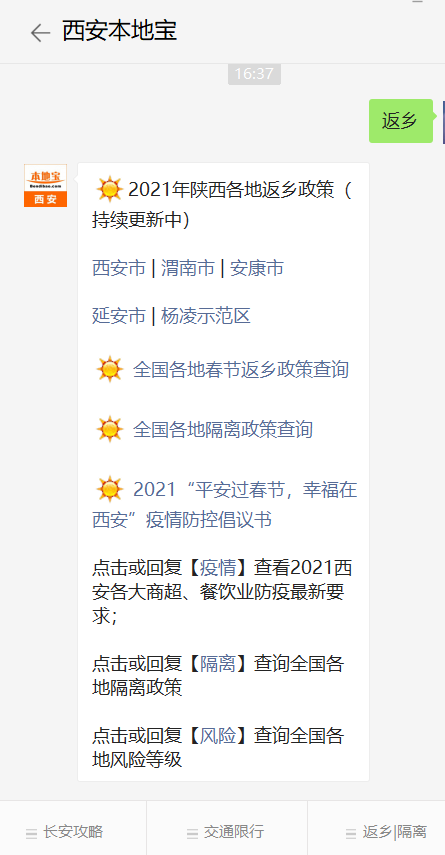 西安本地宝
16:37
返乡
本地宝
Bendibao.com
西安
2021年陕西各地返乡政策（
持续更新中）
西安市 | 渭南市 | 安康市
延安市 | 杨凌示范区
全国各地春节返乡政策查询
全国各地隔离政策查询
2021“平安过春节，幸福在
西安”疫情防控倡议书
点击或回复【疫情】查看2021西
安各大商超、餐饮业防疫最新要
求；
点击或回复【隔离】查询全国各
地隔离政策
点击或回复【风险】查询全国各
地风险等级
长安攻略
交通限行
返乡|隔离